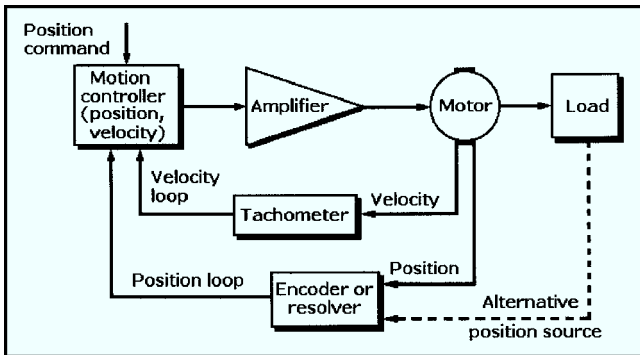 Position
command
Motion
controller
(position,
velocity)
Amplifier
Motor
Load
Velocity
loop
Tachometer
Velocity
Position loop
Encoder or
resolver
Position
Alternative
position source